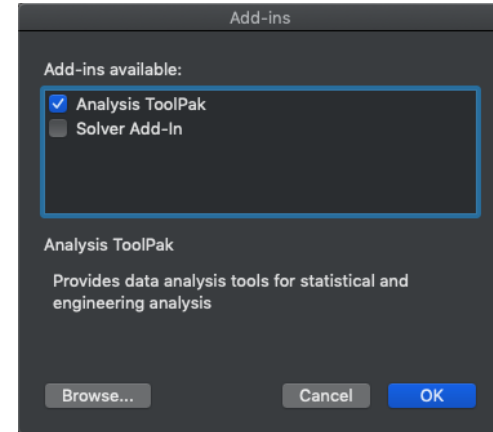 Add-ins
Add-ins available:
Analysis ToolPak
Solver Add-In
Analysis ToolPak
Provides data analysis tools for statistical and
engineering analysis
Browse...
Cancel
OK